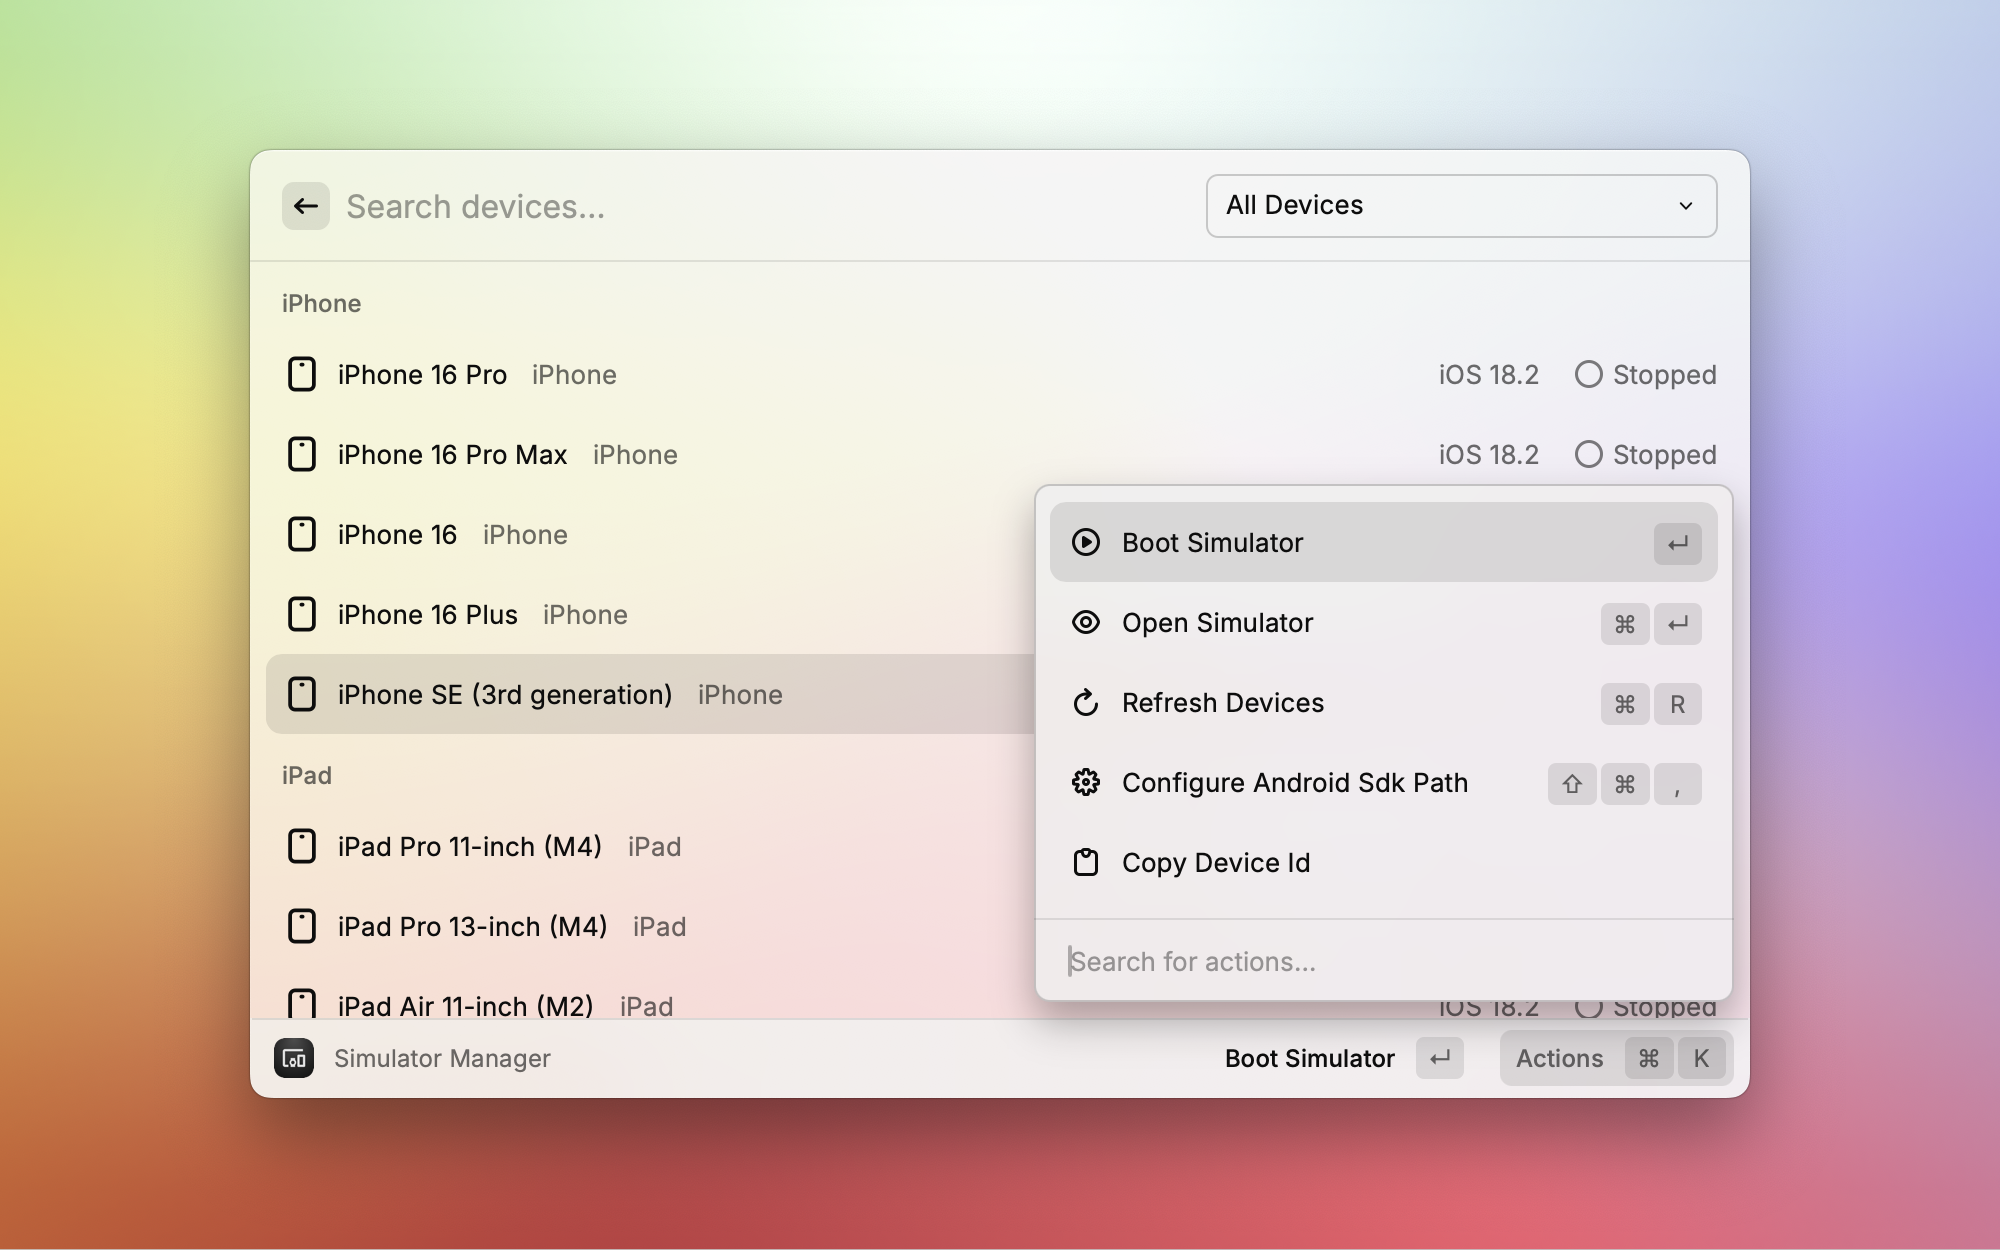 Search devices...
All Devices
iPhone
iPhone 16 Pro iPhone iOS 18.2 Stopped
iPhone 16 Pro Max iPhone iOS 18.2 Stopped
iPhone 16 iPhone
iPhone 16 Plus iPhone
iPhone SE (3rd generation) iPhone
iPad
iPad Pro 11-inch (M4) iPad
iPad Pro 13-inch (M4) iPad
iPad Air 11-inch (M2) iPad iOS 18.2 Stopped
Boot Simulator ↵
Open Simulator ⌘ ↵
Refresh Devices ⌘ R
Configure Android Sdk Path ⇧ ⌘ ,
Copy Device Id
Search for actions...
Simulator Manager
Boot Simulator ↵
Actions ⌘ K